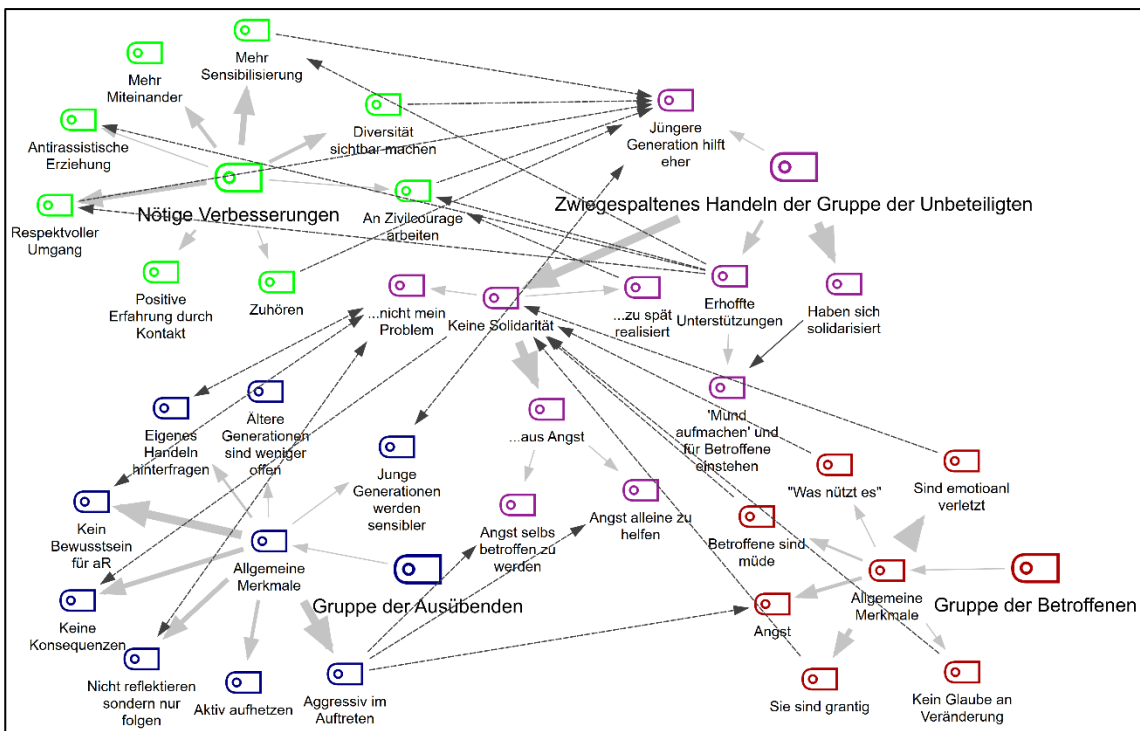 Mehr
Sensibilisierung
Mehr
Miteinander
Diversität
sichtbar machen
Antirassistische
Erziehung
Jüngere
Generation hilft
eher
Nötige Verbesserungen
An Zivilcourage
arbeiten
Respektvoller
Umgang
Zwiegespaltenes Handeln der Gruppe der Unbeteiligten
Positive
Erfahrung durch
Kontakt
Zuhören
...nicht mein
Problem
Keine Solidarität
...zu spät
realisiert
Erhoffte
Unterstützungen
Haben sich
solidarisiert
Eigenes
Handeln
hinterfragen
Ältere
Generationen
sind weniger
offen
...aus Angst
'Mund
aufmachen' und
für Betroffene
einstehen
Junge
Generationen
werden
sensibler
"Was nützt es"
Sind emotioanl
verletzt
Kein
Bewusstsein
für aR
Allgemeine
Merkmale
Angst selbs
betroffen zu
werden
Angst alleine zu
helfen
Betroffene sind
müde
Gruppe der Ausübenden
Allgemeine
Merkmale
Gruppe der Betroffenen
Keine
Konsequenzen
Angst
Nicht reflektieren
sondern nur
folgen
Aktiv aufhetzen
Aggressiv im
Auftreten
Sie sind grantig
Kein Glaube an
Veränderung